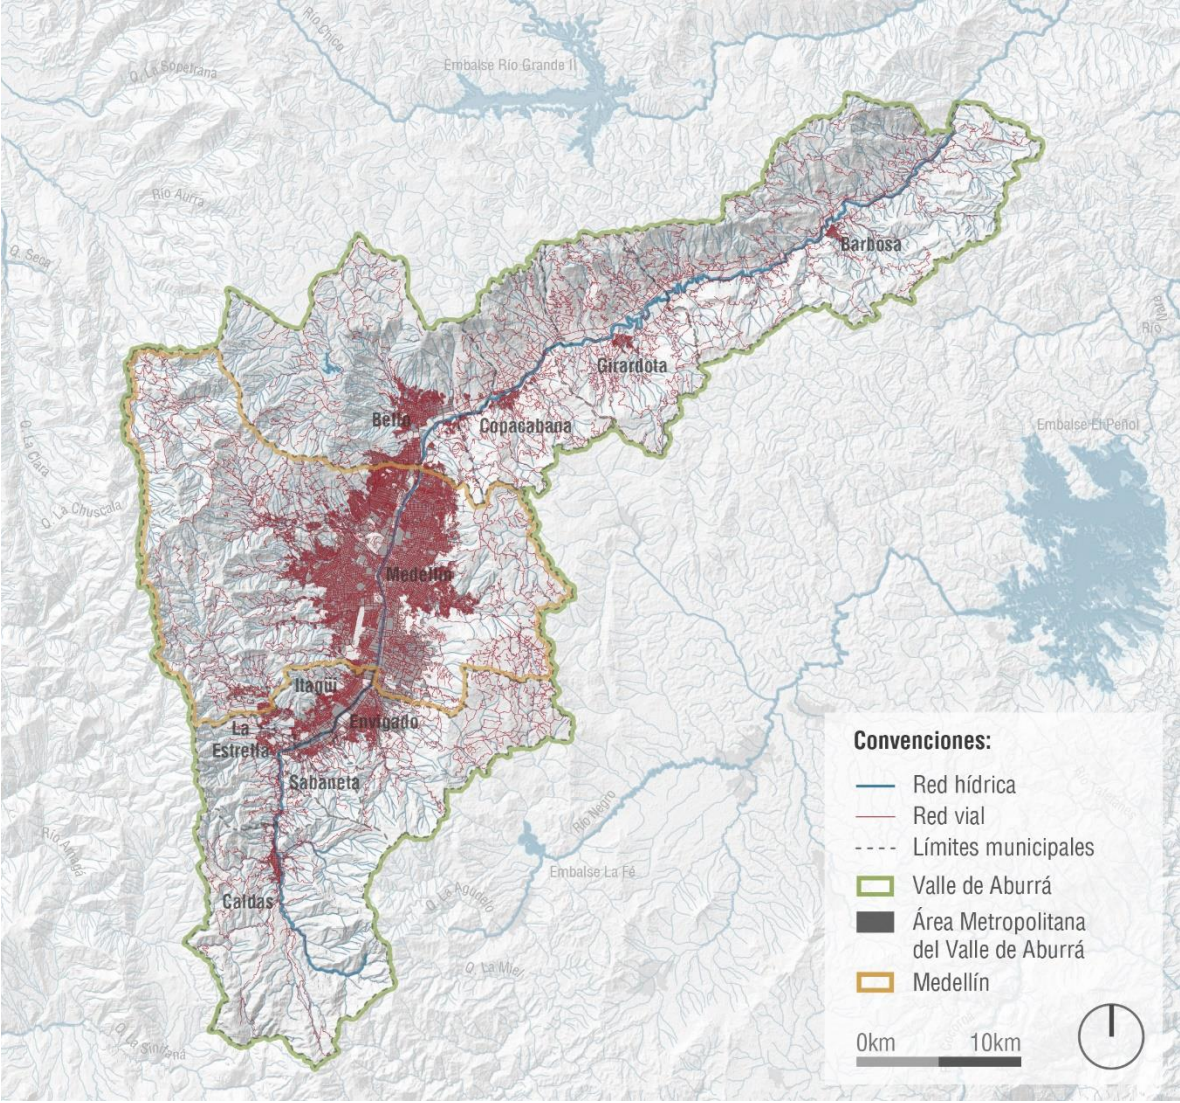 Río Chico
Embalse Río Grande II
Q. La Sopetrana
Río Aurra
Q. Seca
Barbosa
Río
Girardota
Bello
Copacabana
Embalse El Peñol
Q. La Clara
Q. La Chuscala
Medellín
Itagüi
Envigado
La
Estrella
Sabaneta
Río Negro
Embalse La Fé
Caldas
Q. La Agudelo
Q. La Miel
Q. La Sinifaná
Convenciones:
Red hídrica
Red vial
Límites municipales
Valle de Aburrá
Área Metropolitana
del Valle de Aburrá
Medellín
0km 10km